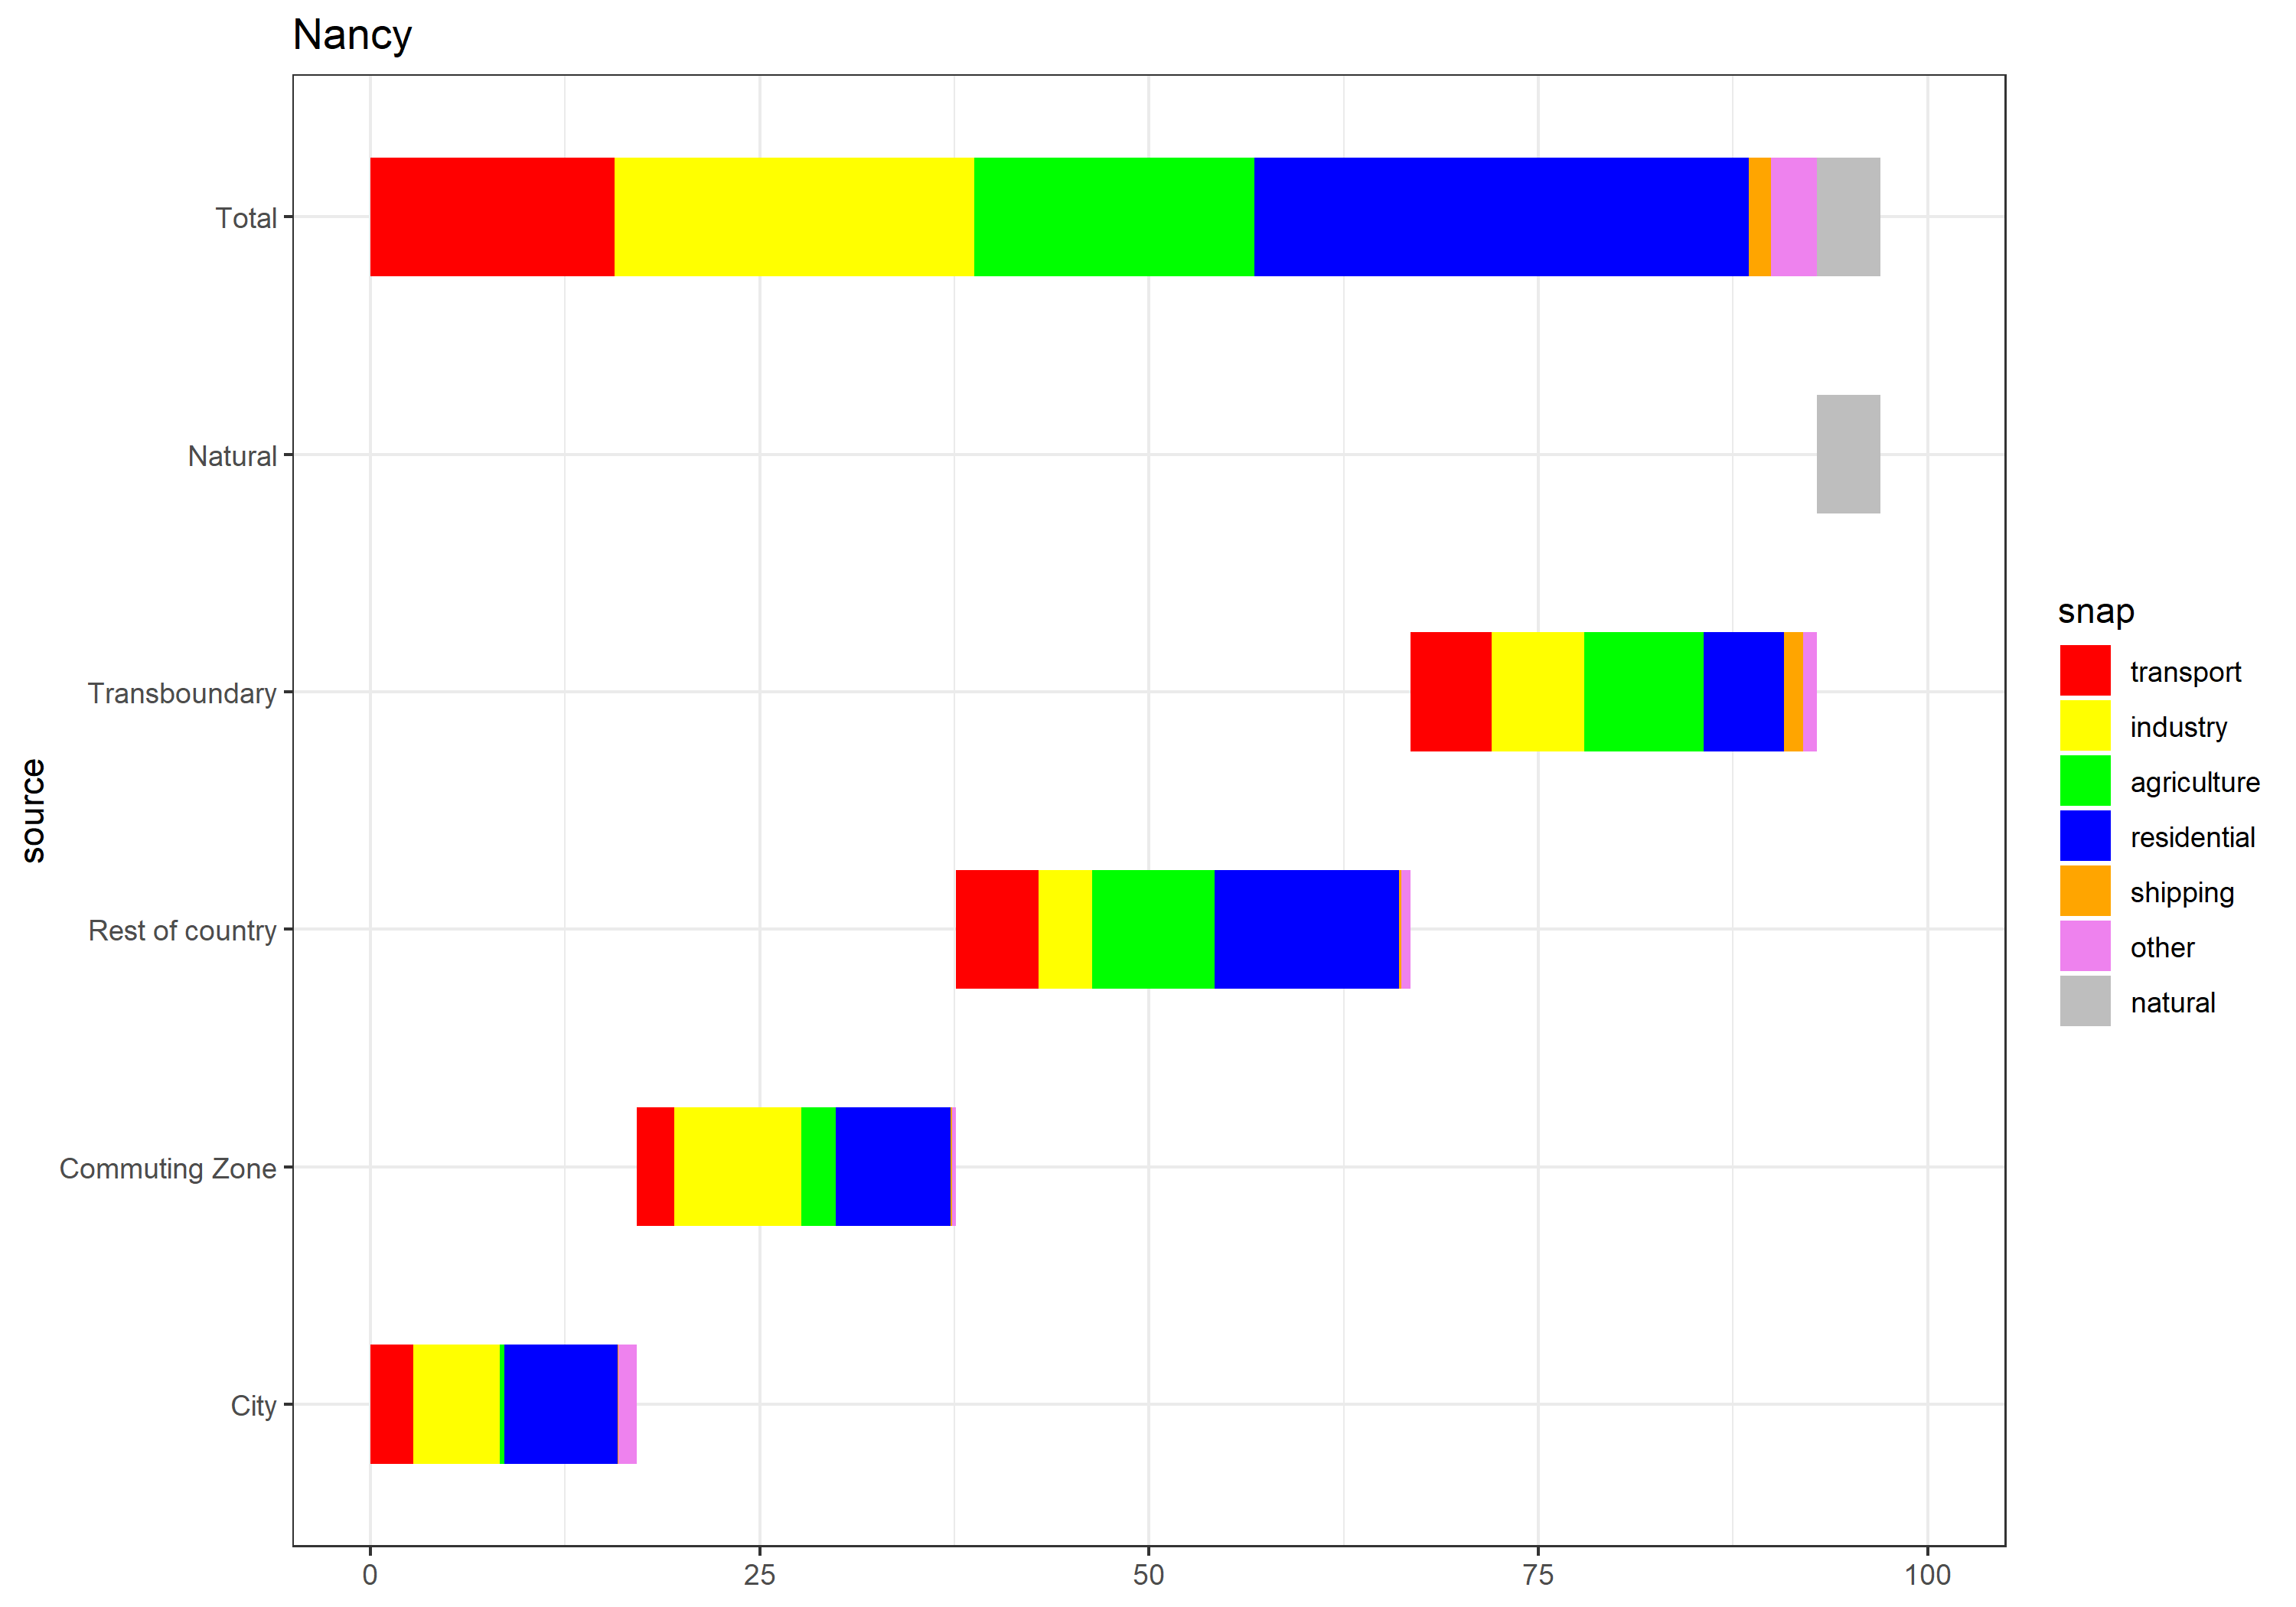 Nancy
source
Total
Natural
Transboundary
Rest of country
Commuting Zone
City
0 25 50 75 100
snap
transport
industry
agriculture
residential
shipping
other
natural